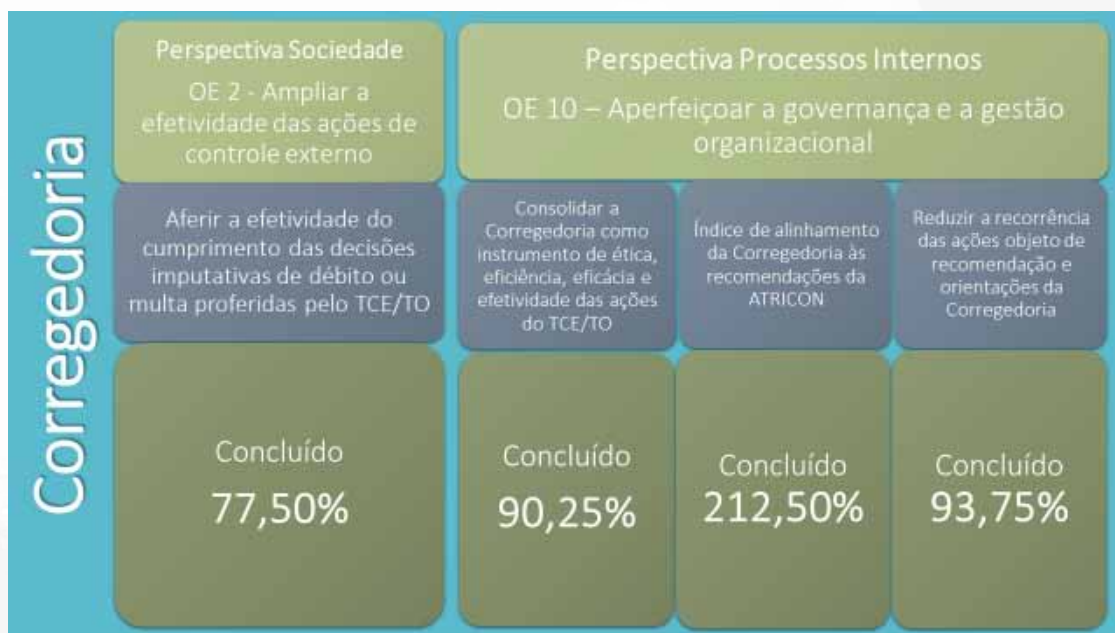 Corregedoria
Perspectiva Sociedade
OE 2 - Ampliar a
efetividade das ações de
controle externo
Perspectiva Processos Internos
OE 10 – Aperfeiçoar a governança e a gestão
organizacional
Aferir a efetividade do
cumprimento das decisões
imputativas de débito ou
multa proferidas pelo TCE/TO
Consolidar a
Corregedoria como
instrumento de ética,
eficiência, eficácia e
efetividade das ações
do TCE/TO
Índice de alinhamento
da Corregedoria às
recomendações da
ATRICON
Reduzir a recorrência
das ações objeto de
recomendação e
orientações da
Corregedoria
Concluído
77,50%
Concluído
90,25%
Concluído
212,50%
Concluído
93,75%